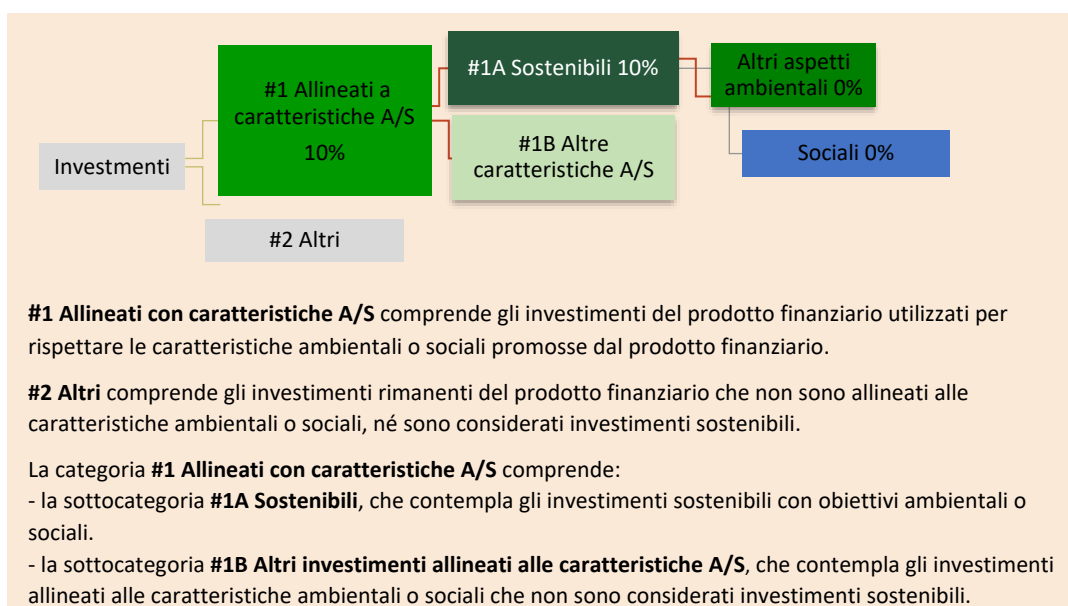 Investmenti
#1 Allineati a
caratteristiche A/S
10%
#2 Altri
#1A Sostenibili 10%
#1B Altre
caratteristiche A/S
Altri aspetti
ambientali 0%
Sociali 0%
#1 Allineati con caratteristiche A/S comprende gli investimenti del prodotto finanziario utilizzati per
rispettare le caratteristiche ambientali o sociali promosse dal prodotto finanziario.
#2 Altri comprende gli investimenti rimanenti del prodotto finanziario che non sono allineati alle
caratteristiche ambientali o sociali, né sono considerati investimenti sostenibili.
La categoria #1 Allineati con caratteristiche A/S comprende:
- la sottocategoria #1A Sostenibili, che contempla gli investimenti sostenibili con obiettivi ambientali o
sociali.
- la sottocategoria #1B Altri investimenti allineati alle caratteristiche A/S, che contempla gli investimenti
allineati alle caratteristiche ambientali o sociali che non sono considerati investimenti sostenibili.